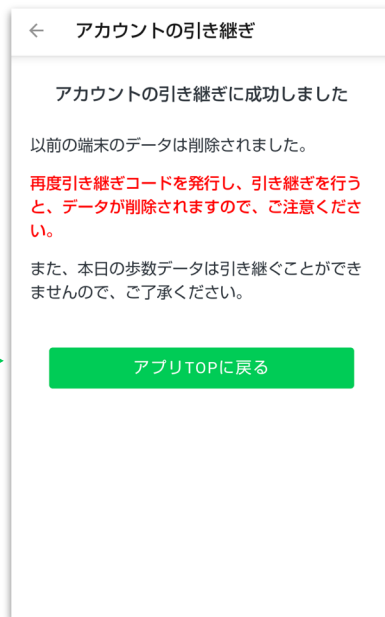 アカウントの引き継ぎ
アカウントの引き継ぎに成功しました
以前の端末のデータは削除されました。
再度引き継ぎコードを発行し、引き継ぎを行う
と、データが削除されますので、ご注意くださ
い。
また、本日の歩数データは引き継ぐことができ
ませんので、ご了承ください。
アプリTOPに戻る